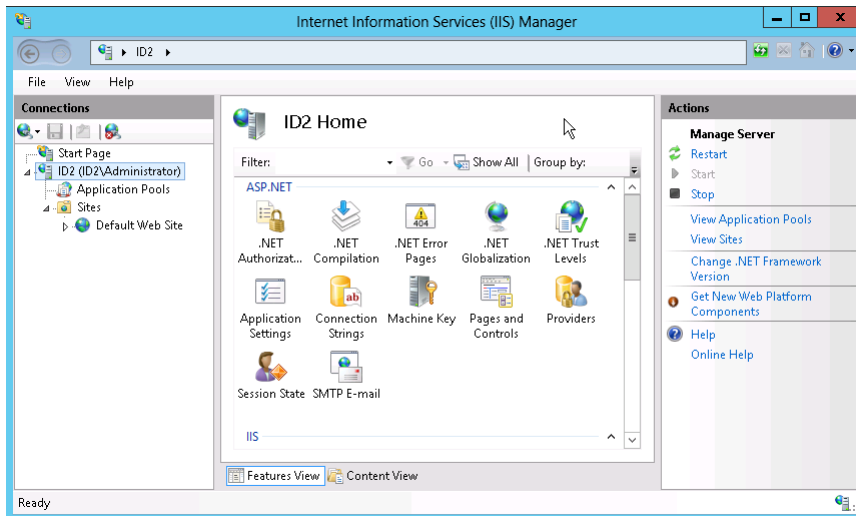 Internet Information Services (IIS) Manager
ID2
File View Help
Connections
Start Page
ID2 (ID2\Administrator)
Application Pools
Sites
Default Web Site
ID2 Home
Filter: Go Show All Group by:
ASP.NET
.NET Authorizat...
.NET Compilation
404
.NET Error Pages
.NET Globalization
.NET Trust Levels
Application Settings
ab
Connection Strings
Machine Key
Pages and Controls
Providers
Session State
SMTP E-mail
IIS
Features View
Content View
Actions
Manage Server
Restart
Start
Stop
View Application Pools
View Sites
Change .NET Framework
Version
Get New Web Platform
Components
Help
Online Help
Ready